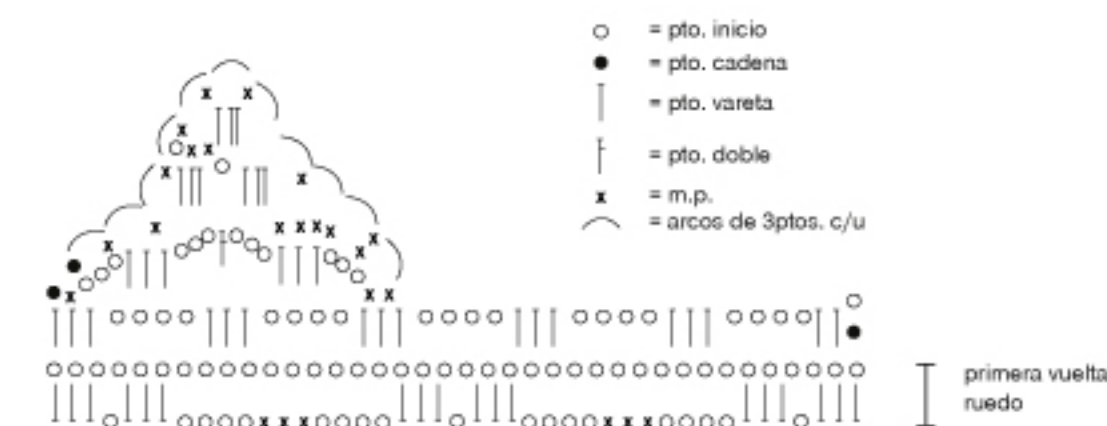 = pto. inicio
= pto. cadena
= pto. vareta
= pto. doble
= m.p.
= arcos de 3ptos. c/u
primera vuelta
ruedo